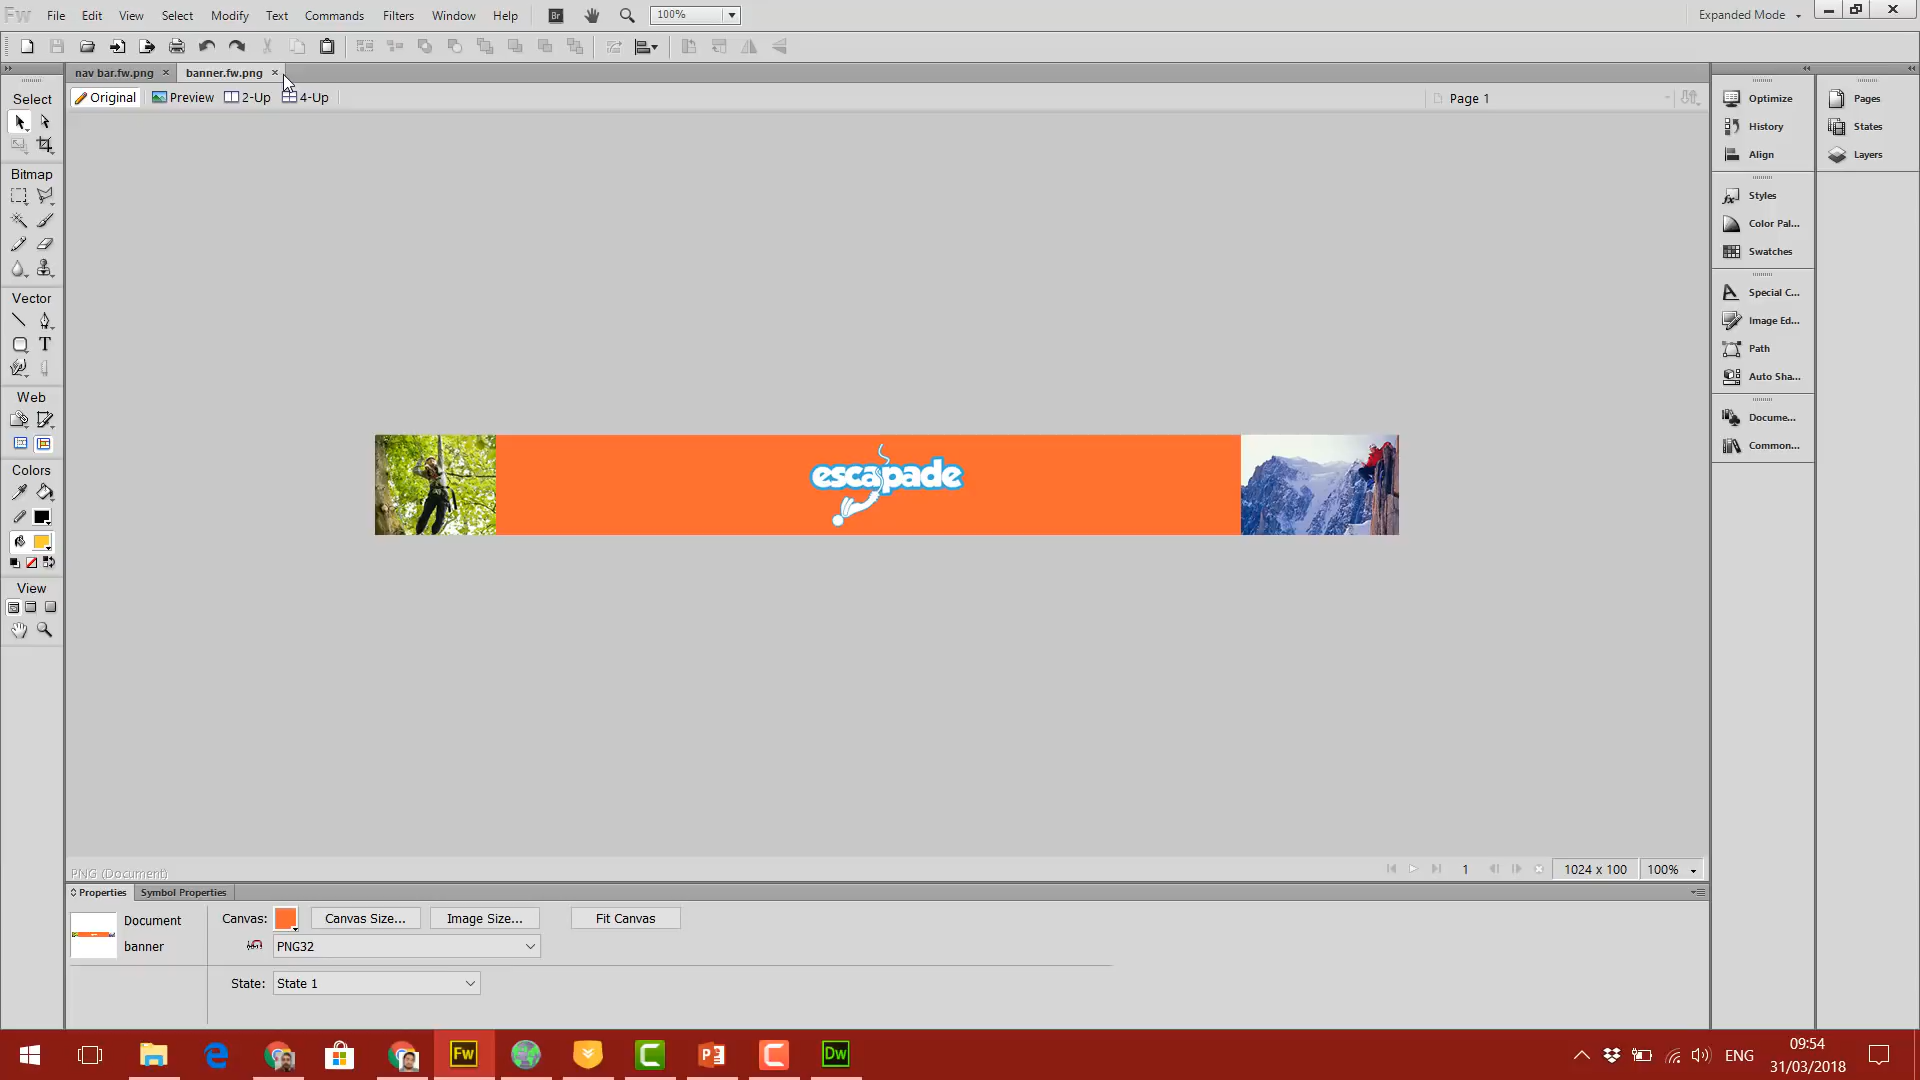 Fw File Edit View Select Modify Text Commands Filters Window Help Br 100% Expanded Mode
nav bar.fw.png × banner.fw.png ×
Original Preview 2-Up 4-Up Page 1
Select
Bitmap
Vector
T
Web
Colors
View
Optimize
History
Align
Styles
Color Pal...
Swatches
Special C...
Image Ed...
Path
Auto Sha...
Docume...
Common...
Pages
States
Layers
escapade
PNG (Document) 1 1024 x 100 100%
Properties Symbol Properties
Document Canvas: Canvas Size... Image Size... Fit Canvas
banner PNG32
State: State 1
Fw Dw ENG 09:54
31/03/2018